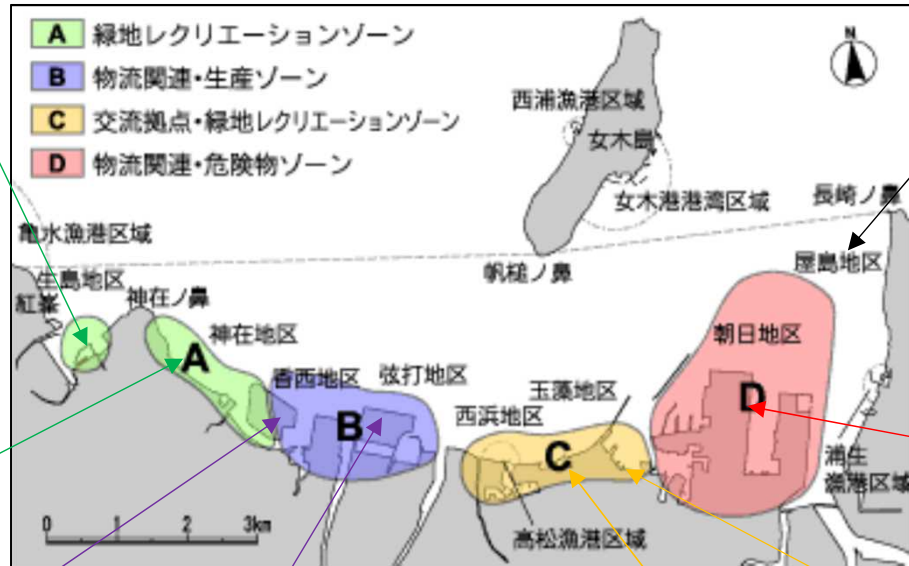 A 緑地レクリエーションゾーン
B 物流関連・生産ゾーン
C 交流拠点・緑地レクリエーションゾーン
D 物流関連・危険物ゾーン
N
西浦漁港区域
女木島
女木港港湾区域
長崎ノ鼻
亀水漁港区域
帆槌ノ鼻
屋島地区
生島地区
紅峯
神在ノ鼻
神在地区
朝日地区
A
香西地区
弦打地区
玉藻地区
西浜地区
D
B
C
浦生
漁港区域
高松漁港区域
0 1 2 3km